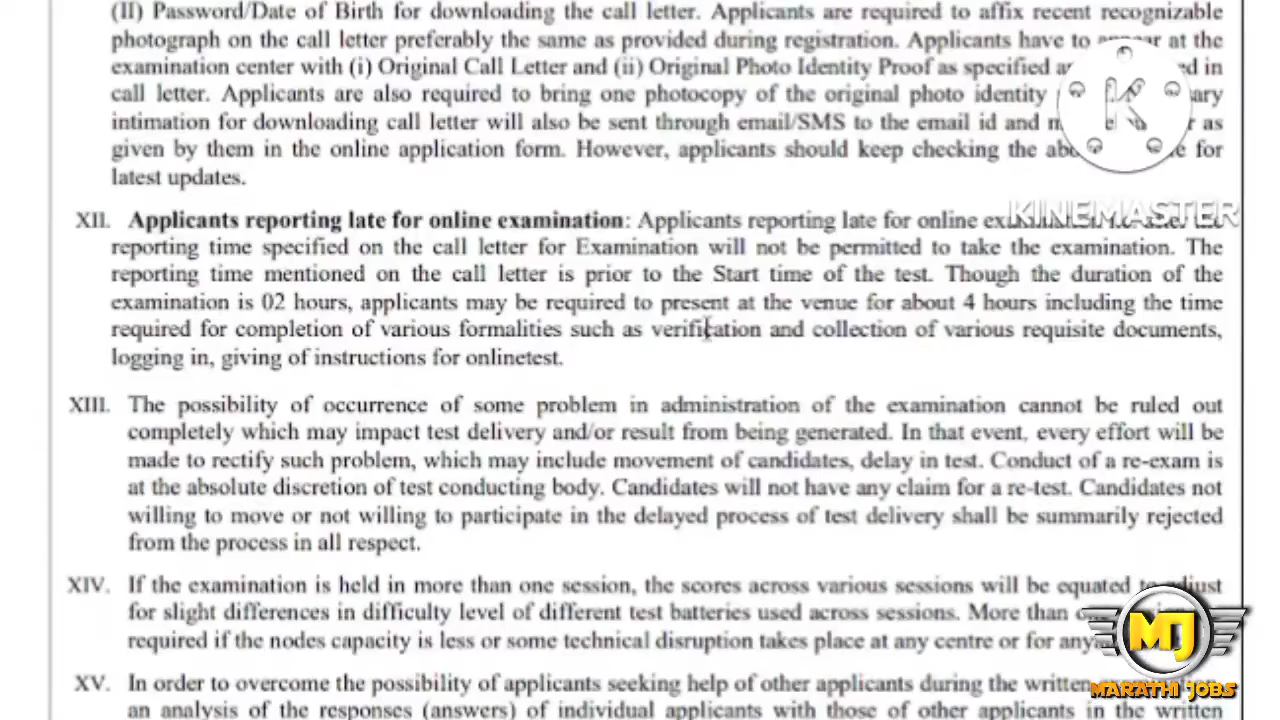 (II) Password/Date of Birth for downloading the call letter. Applicants are required to affix recent recognizable
photograph on the call letter preferably the same as provided during registration. Applicants have to appear at the
examination center with (i) Original Call Letter and (ii) Original Photo Identity Proof as specified in
call letter. Applicants are also required to bring one photocopy of the original photo identity
intimation for downloading call letter will also be sent through email/SMS to the email id and as
given by them in the online application form. However, applicants should keep checking the for
latest updates.
KINEMASTER
XII. Applicants reporting late for online examination: Applicants reporting late for online
reporting time specified on the call letter for Examination will not be permitted to take the examination. The
reporting time mentioned on the call letter is prior to the Start time of the test. Though the duration of the
examination is 02 hours, applicants may be required to present at the venue for about 4 hours including the time
required for completion of various formalities such as verification and collection of various requisite documents,
logging in, giving of instructions for onlinetest.
XIII. The possibility of occurrence of some problem in administration of the examination cannot be ruled out
completely which may impact test delivery and/or result from being generated. In that event, every effort will be
made to rectify such problem, which may include movement of candidates, delay in test. Conduct of a re-exam is
at the absolute discretion of test conducting body. Candidates will not have any claim for a re-test. Candidates not
willing to move or not willing to participate in the delayed process of test delivery shall be summarily rejected
from the process in all respect.
XIV. If the examination is held in more than one session, the scores across various sessions will be equated to adjust
for slight differences in difficulty level of different test batteries used across sessions. More than
required if the nodes capacity is less or some technical disruption takes place at any centre or for
MJ
MARATHI JOBS
XV. In order to overcome the possibility of applicants seeking help of other applicants during the written
an analysis of the responses (answers) of individual applicants with those of other applicants in the written